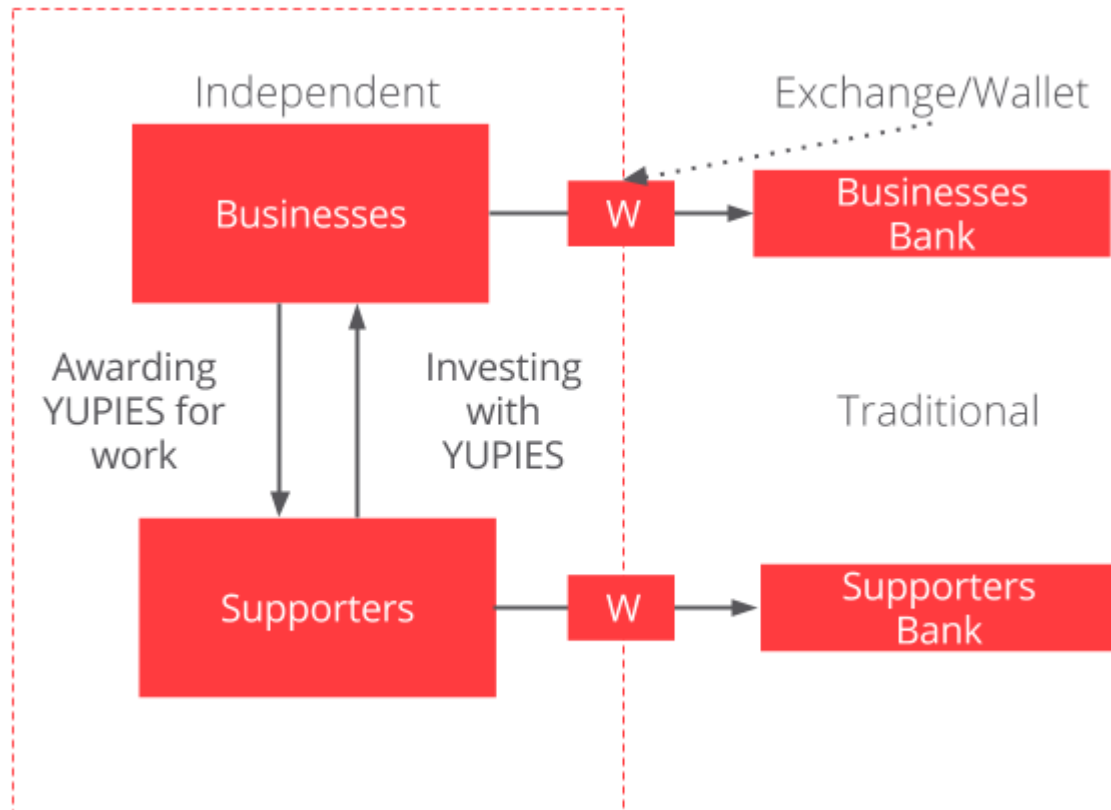 Independent
Exchange/Wallet
Businesses
W
Businesses
Bank
Awarding
YUPIES for
work
Investing
with
YUPIES
Traditional
Supporters
W
Supporters
Bank